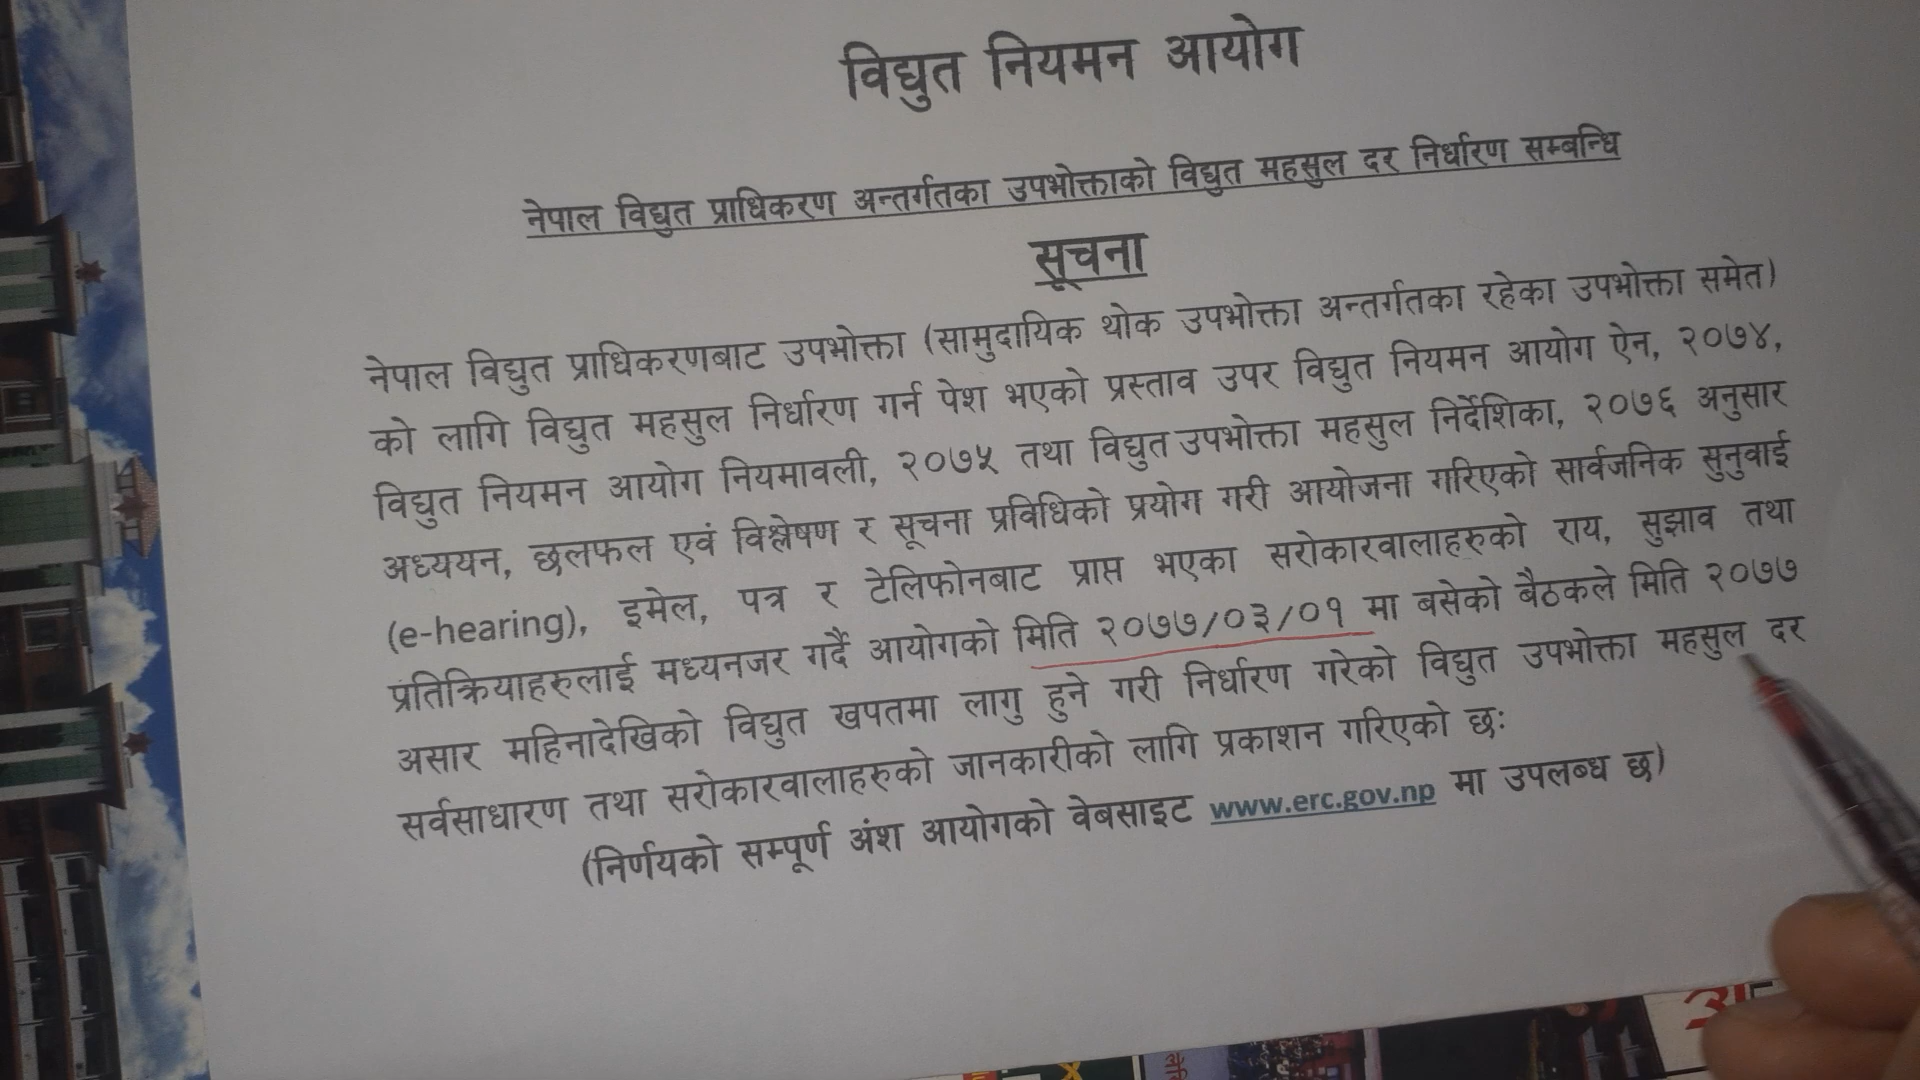 विद्युत नियमन आयोग
नेपाल विद्युत प्राधिकरण अन्तर्गतका उपभोक्ताको विद्युत महसुल दर निर्धारण सम्बन्धि
सूचना
नेपाल विद्युत प्राधिकरणबाट उपभोक्ता (सामुदायिक थोक उपभोक्ता अन्तर्गतका रहेका उपभोक्ता समेत)
को लागि विद्युत महसुल निर्धारण गर्न पेश भएको प्रस्ताव उपर विद्युत नियमन आयोग ऐन, २०७४,
विद्युत नियमन आयोग नियमावली, २०७५ तथा विद्युत उपभोक्ता महसुल निर्देशिका, २०७६ अनुसार
अध्ययन, छलफल एवं विश्लेषण र सूचना प्रविधिको प्रयोग गरी आयोजना गरिएको सार्वजनिक सुनुवाई
(e-hearing), इमेल, पत्र र टेलिफोनबाट प्राप्त भएका सरोकारवालाहरुको राय, सुझाव तथा
प्रतिक्रियाहरुलाई मध्यनजर गर्दै आयोगको मिति २०७७/०३/०१ मा बसेको बैठकले मिति २०७७
असार महिनादेखिको विद्युत खपतमा लागु हुने गरी निर्धारण गरेको विद्युत उपभोक्ता महसुल दर
सर्वसाधारण तथा सरोकारवालाहरुको जानकारीको लागि प्रकाशन गरिएको छः
(निर्णयको सम्पूर्ण अंश आयोगको वेबसाइट www.erc.gov.np मा उपलब्ध छ)